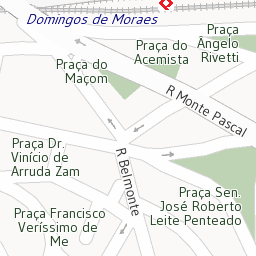 Domingos de Moraes
Praça
Ângelo
Rivetti
Praça do
Acemista
Praça do
Maçom
R Monte Pascal
Praça Dr.
Vinício de
Arruda Zam
R Belmonte
Praça Sen.
José Roberto
Leite Penteado
Praça Francisco
Veríssimo de
Me